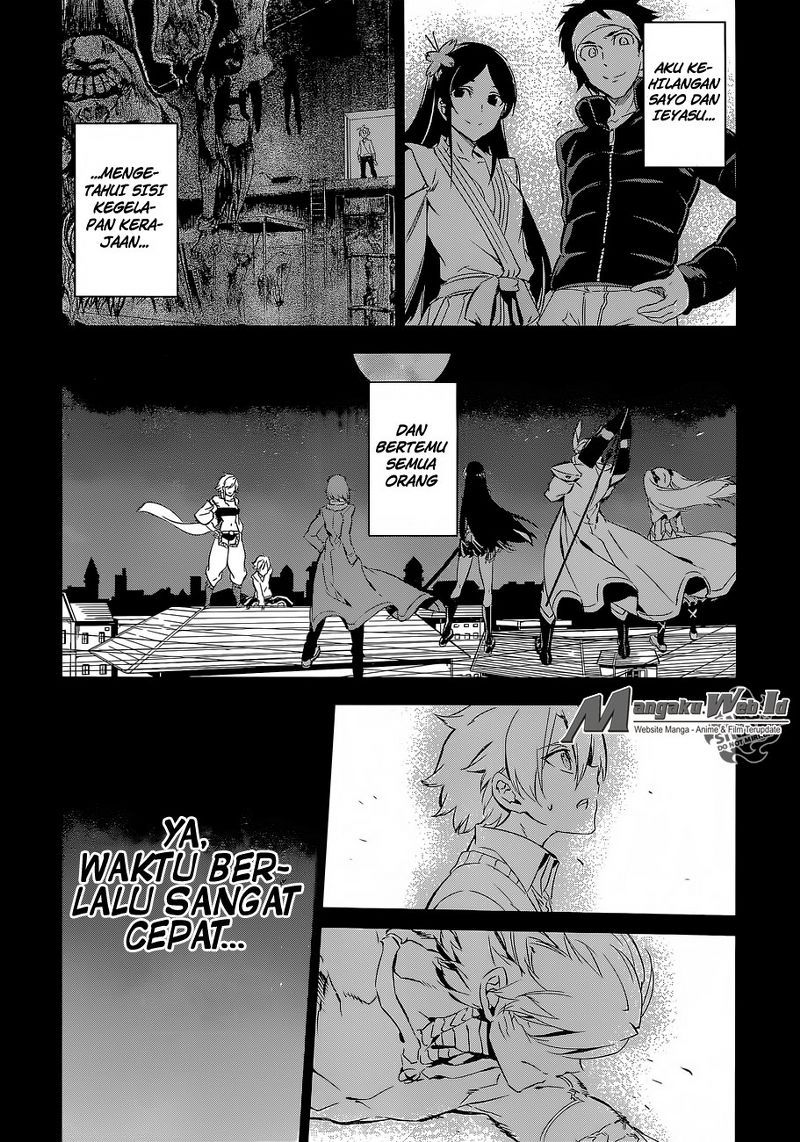 AKU KE-
HILANGAN
SAYO DAN
IEYASU...
...MENGE-
TAHUI SISI
KEGELA-
PAN KERA-
JAAN...
DAN
BERTEMU
SEMUA
ORANG
Mangaku.Web.Id
Website Manga - Anime & Film Terupdate
YA,
WAKTU BER-
LALU SANGAT
CEPAT...